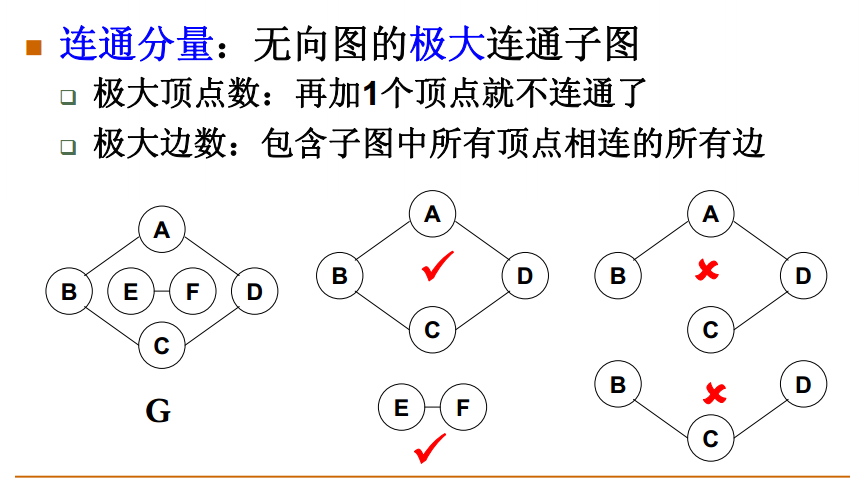 连通分量：无向图的极大连通子图
极大顶点数：再加1个顶点就不连通了
极大边数：包含子图中所有顶点相连的所有边
A
B E F D
C
G
A
B D
C
E F
A
B D
C
B D
C